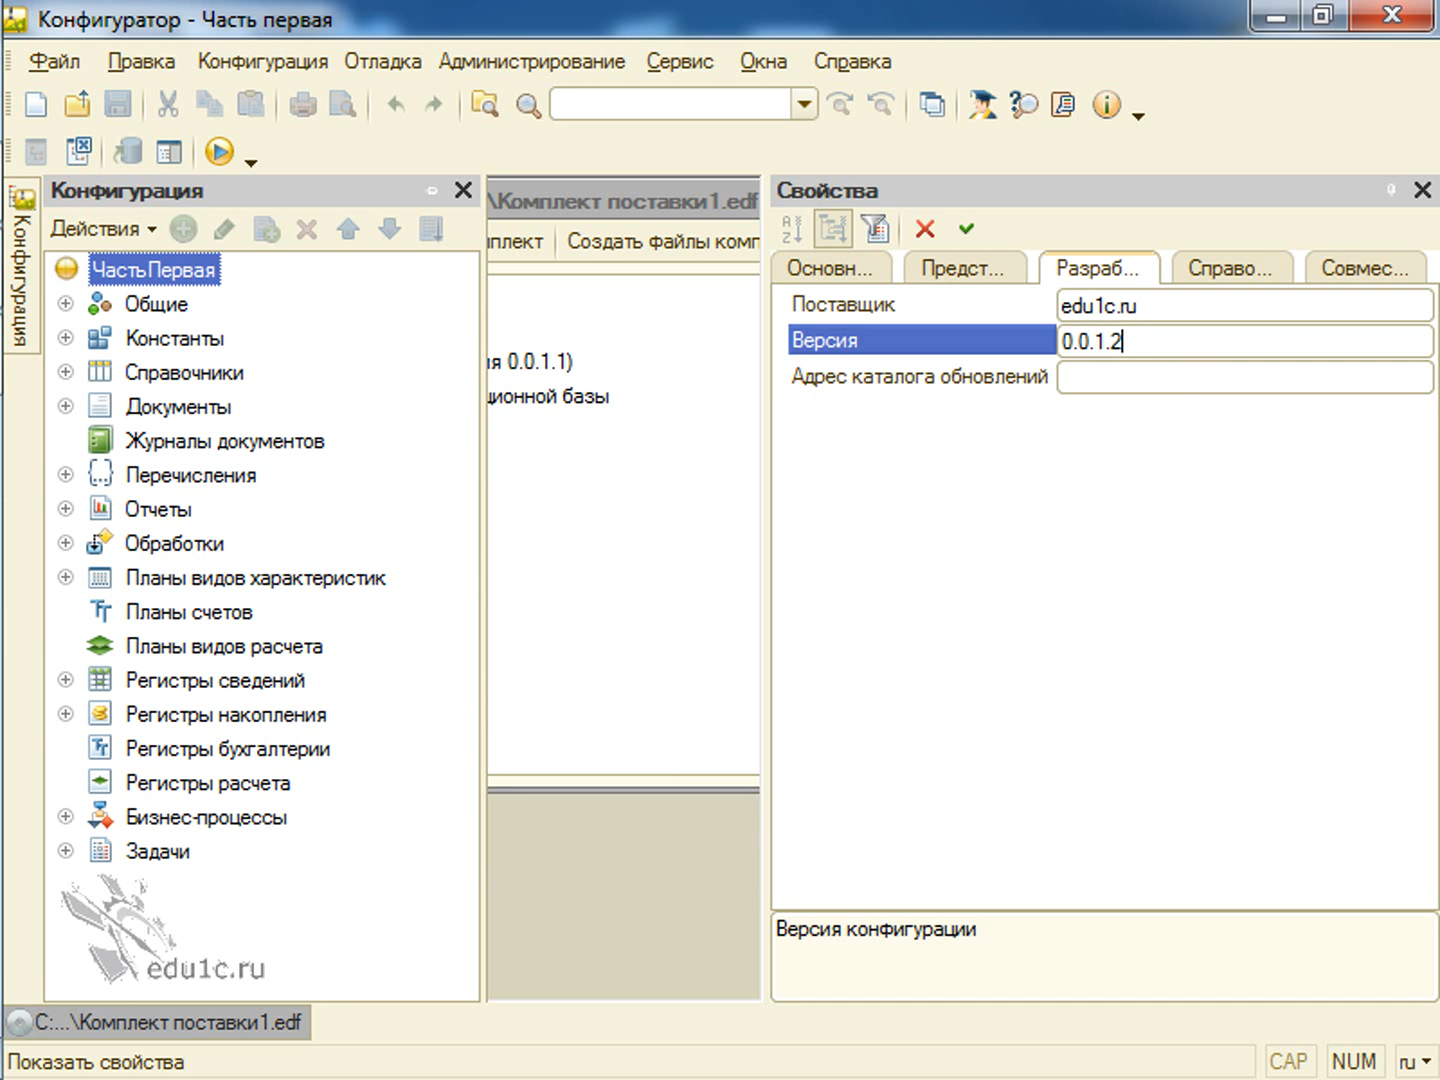 Конфигуратор - Часть первая
Файл Правка Конфигурация Отладка Администрирование Сервис Окна Справка
Конфигурация
Конфигурация
Действия
ЧастьПервая
Общие
Константы
Справочники
Документы
Журналы документов
Перечисления
Отчеты
Обработки
Планы видов характеристик
Планы счетов
Планы видов расчета
Регистры сведений
Регистры накопления
Регистры бухгалтерии
Регистры расчета
Бизнес-процессы
Задачи
edu1c.ru
\Комплект поставки1.edf
плект Создать файлы комп
ия 0.0.1.1)
ционной базы
Свойства
Основн... Предст... Разраб... Справо... Совмес...
Поставщик edu1c.ru
Версия 0.0.1.2
Адрес каталога обновлений
Версия конфигурации
C:...\Комплект поставки1.edf
Показать свойства
CAP NUM ru